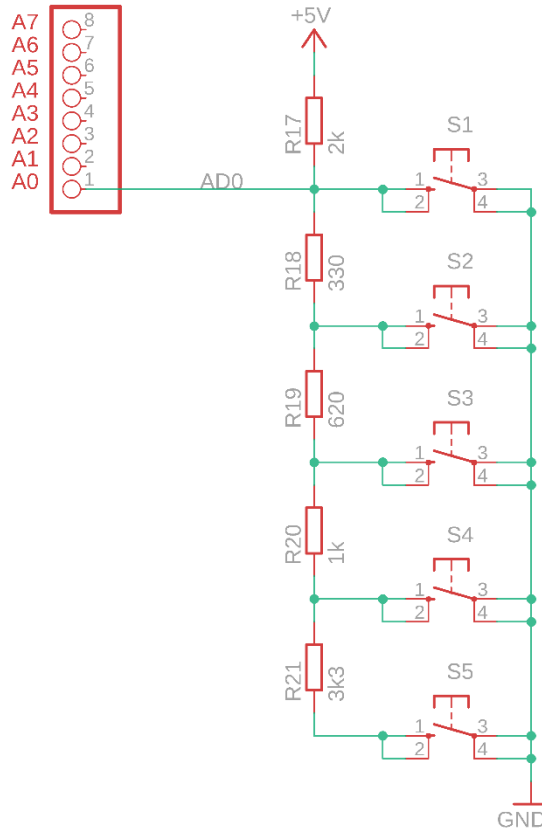 +5V
A7 8
A6 7
A5 6
A4 5
A3 4
A2 3
A1 2
A0 1
AD0
R17 2k
S1
1 3
2 4
R18 330
S2
1 3
2 4
R19 620
S3
1 3
2 4
R20 1k
S4
1 3
2 4
R21 3k3
S5
1 3
2 4
GND